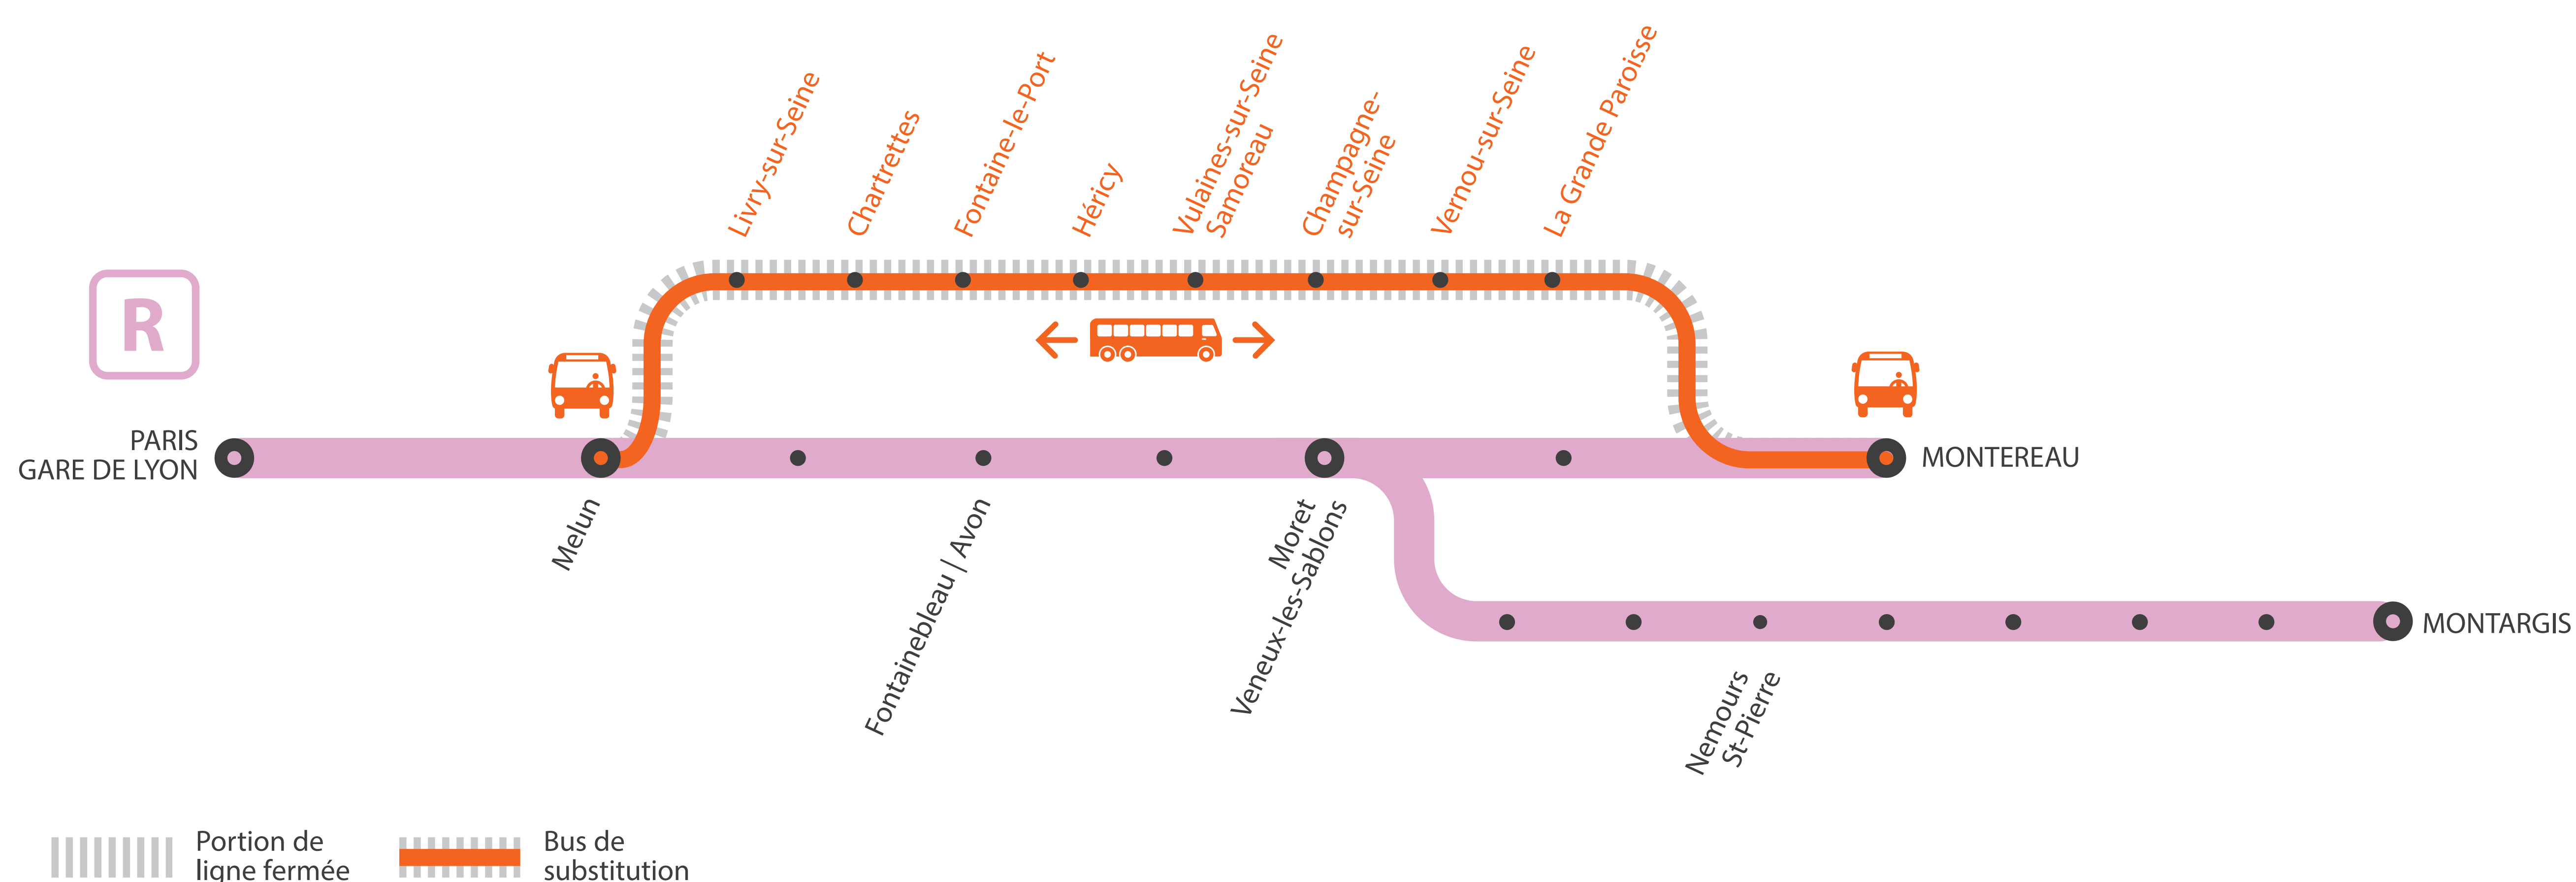 Livry-sur-Seine
Chartrettes
Fontaine-le-Port
Héricy
Vulaines-sur-Seine
Samoreau
Champagne-
sur-Seine
Vernou-sur-Seine
La Grande Paroisse
R
PARIS
GARE DE LYON
MONTEREAU
Melun
Fontainebleau | Avon
Moret
Veneux-les-Sablons
MONTARGIS
Nemours
St-Pierre
Portion de
ligne fermée
Bus de
substitution